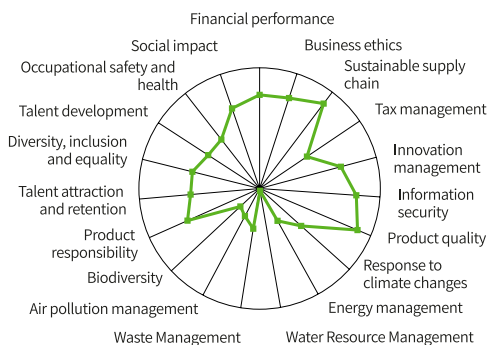 Financial performance
Business ethics
Sustainable supply
chain
Tax management
Innovation
management
Information
security
Product quality
Response to
climate changes
Energy management
Water Resource Management
Waste Management
Air pollution management
Biodiversity
Product
responsibility
Talent attraction
and retention
Diversity, inclusion
and equality
Talent development
Occupational safety and
health
Social impact